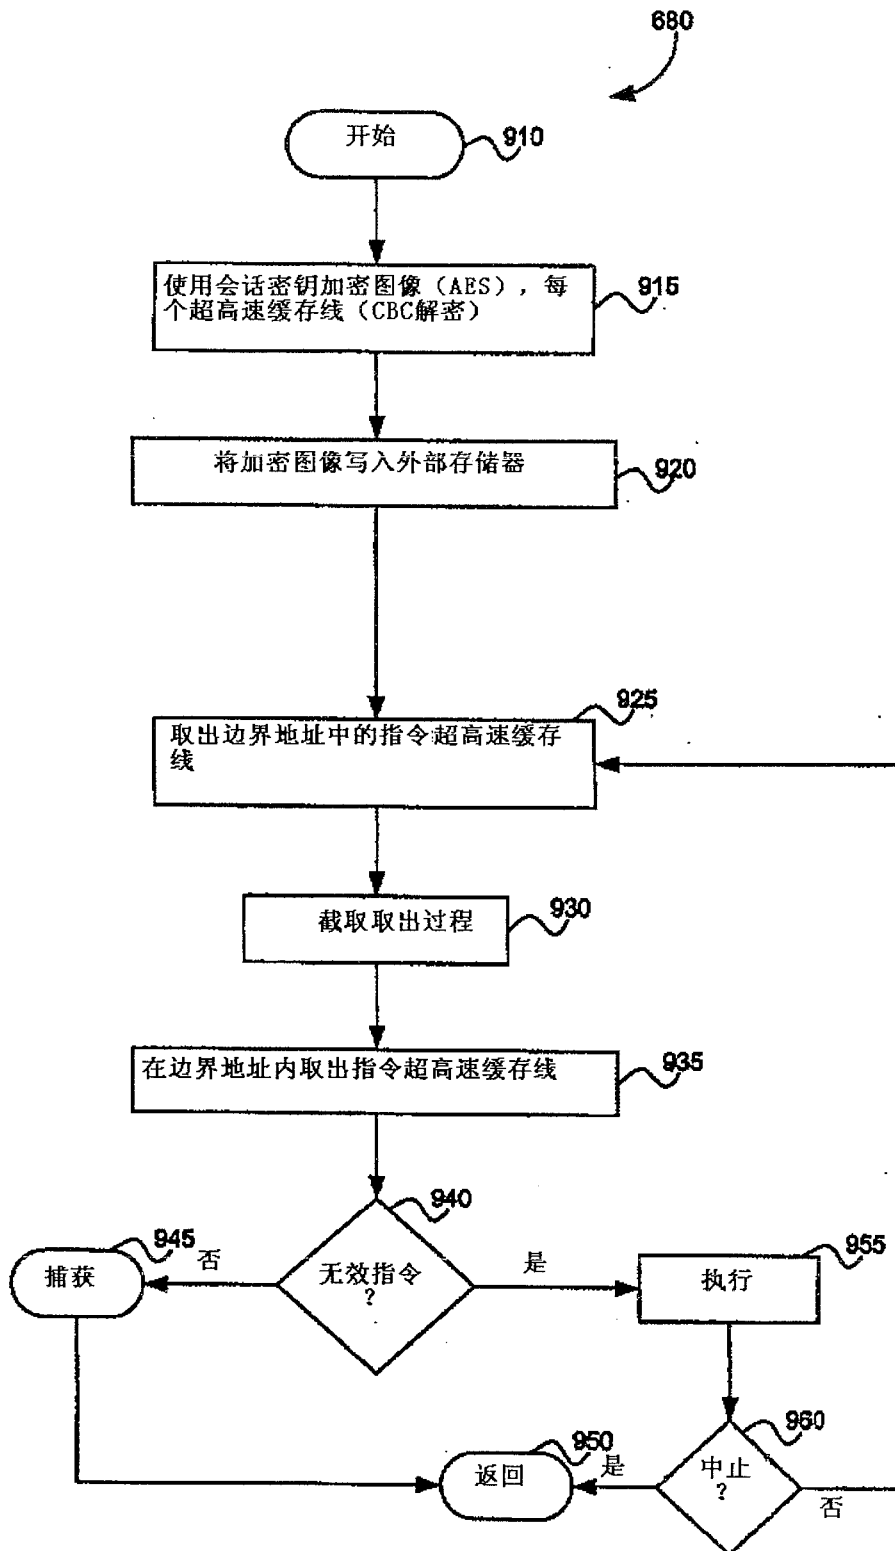 680
开始
910
使用会话密钥加密图像（AES），每
个超高速缓存线（CBC解密）
915
将加密图像写入外部存储器
920
925
取出边界地址中的指令超高速缓存
线
截取取出过程
930
在边界地址内取出指令超高速缓存线
935
940
945
否
捕获
无效指令
？
是
955
执行
960
950
返回
是
中止
？
否